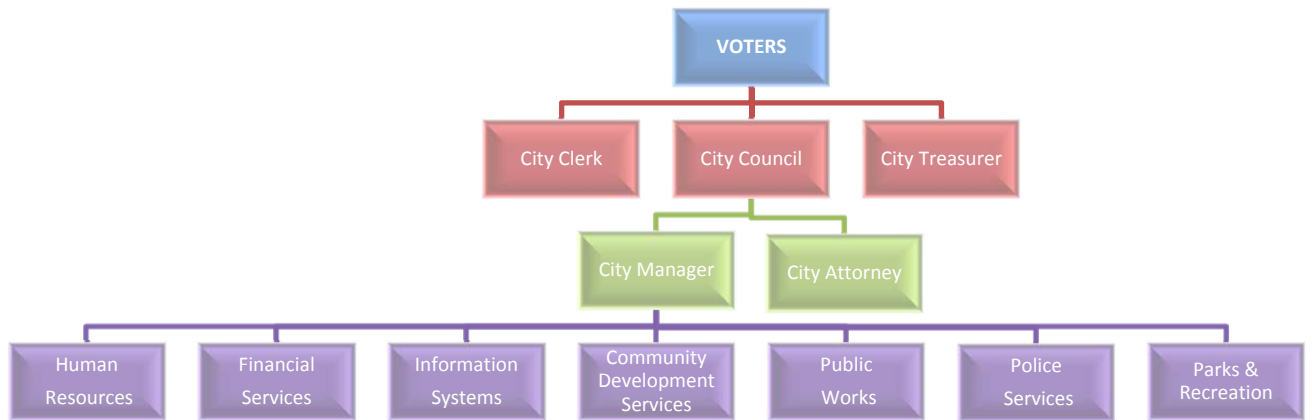 VOTERS
City Clerk
City Council
City Treasurer
City Manager
City Attorney
Human
Resources
Financial
Services
Information
Systems
Community
Development
Services
Public
Works
Police
Services
Parks &
Recreation